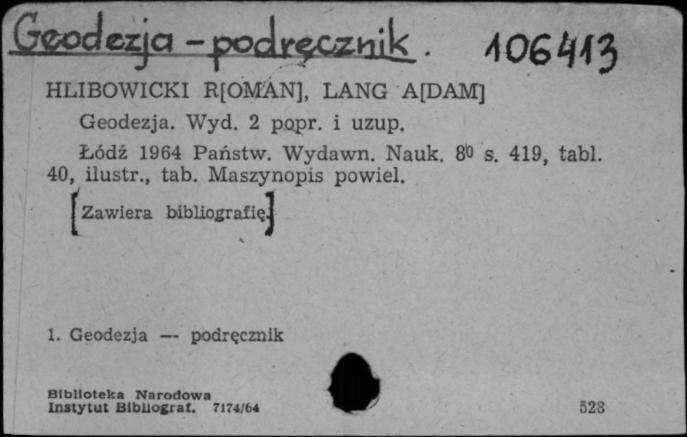 Geodezja - podręcznik. 106413
HLIBOWICKI R[OMAN], LANG A[DAM]
Geodezja. Wyd. 2 popr. i uzup.
Łódź 1964 Państw. Wydawn. Nauk. 8⁰ s. 419, tabl.
40, ilustr., tab. Maszynopis powiel.
[Zawiera bibliografię.]
1. Geodezja — podręcznik
Biblioteka Narodowa
Instytut Bibliograf. 7174/64
528